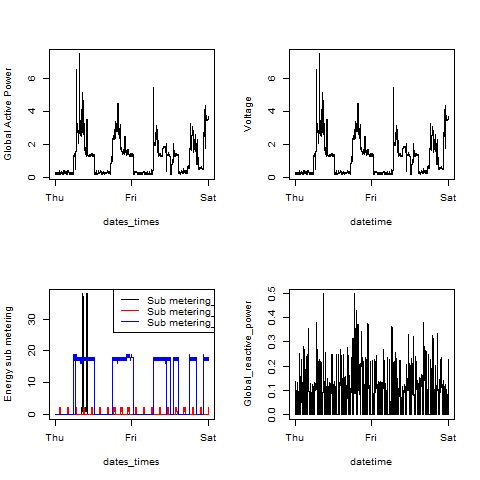 Global Active Power
0 2 4 6
Thu Fri Sat
dates_times
Voltage
0 2 4 6
Thu Fri Sat
datetime
Energy sub metering
0 10 20 30
Sub metering_
Sub metering_
Sub metering_
Thu Fri Sat
dates_times
Global_reactive_power
0.0 0.1 0.2 0.3 0.4 0.5
Thu Fri Sat
datetime